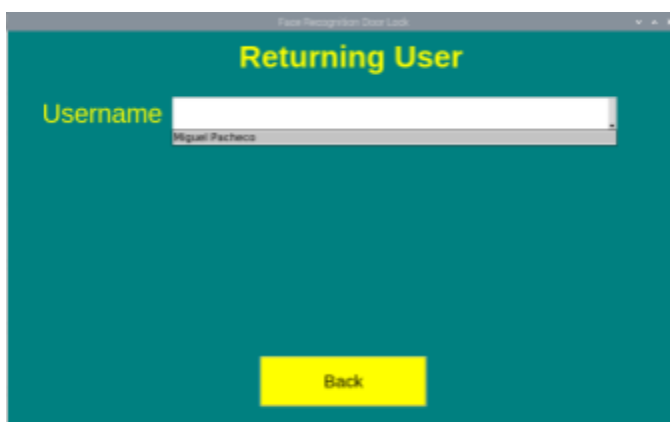 Face Recognition Door Lock
Returning User
Username
Miguel Pacheco
Back